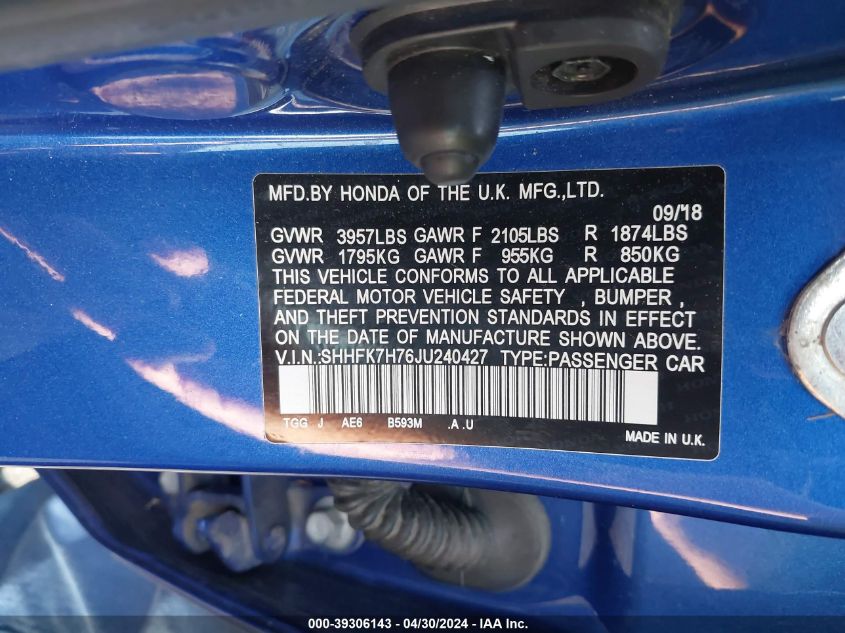 MFD.BY HONDA OF THE U.K. MFG.,LTD.
09/18
GVWR 3957LBS GAWR F 2105LBS R 1874LBS
GVWR 1795KG GAWR F 955KG R 850KG
THIS VEHICLE CONFORMS TO ALL APPLICABLE
FEDERAL MOTOR VEHICLE SAFETY , BUMPER ,
AND THEFT PREVENTION STANDARDS IN EFFECT
ON THE DATE OF MANUFACTURE SHOWN ABOVE.
V.I.N.:SHHFK7H76JU240427 TYPE:PASSENGER CAR
TGG J AE6 B593M .A .U
MADE IN U.K.
000-39306143 - 04/30/2024 - IAA Inc.